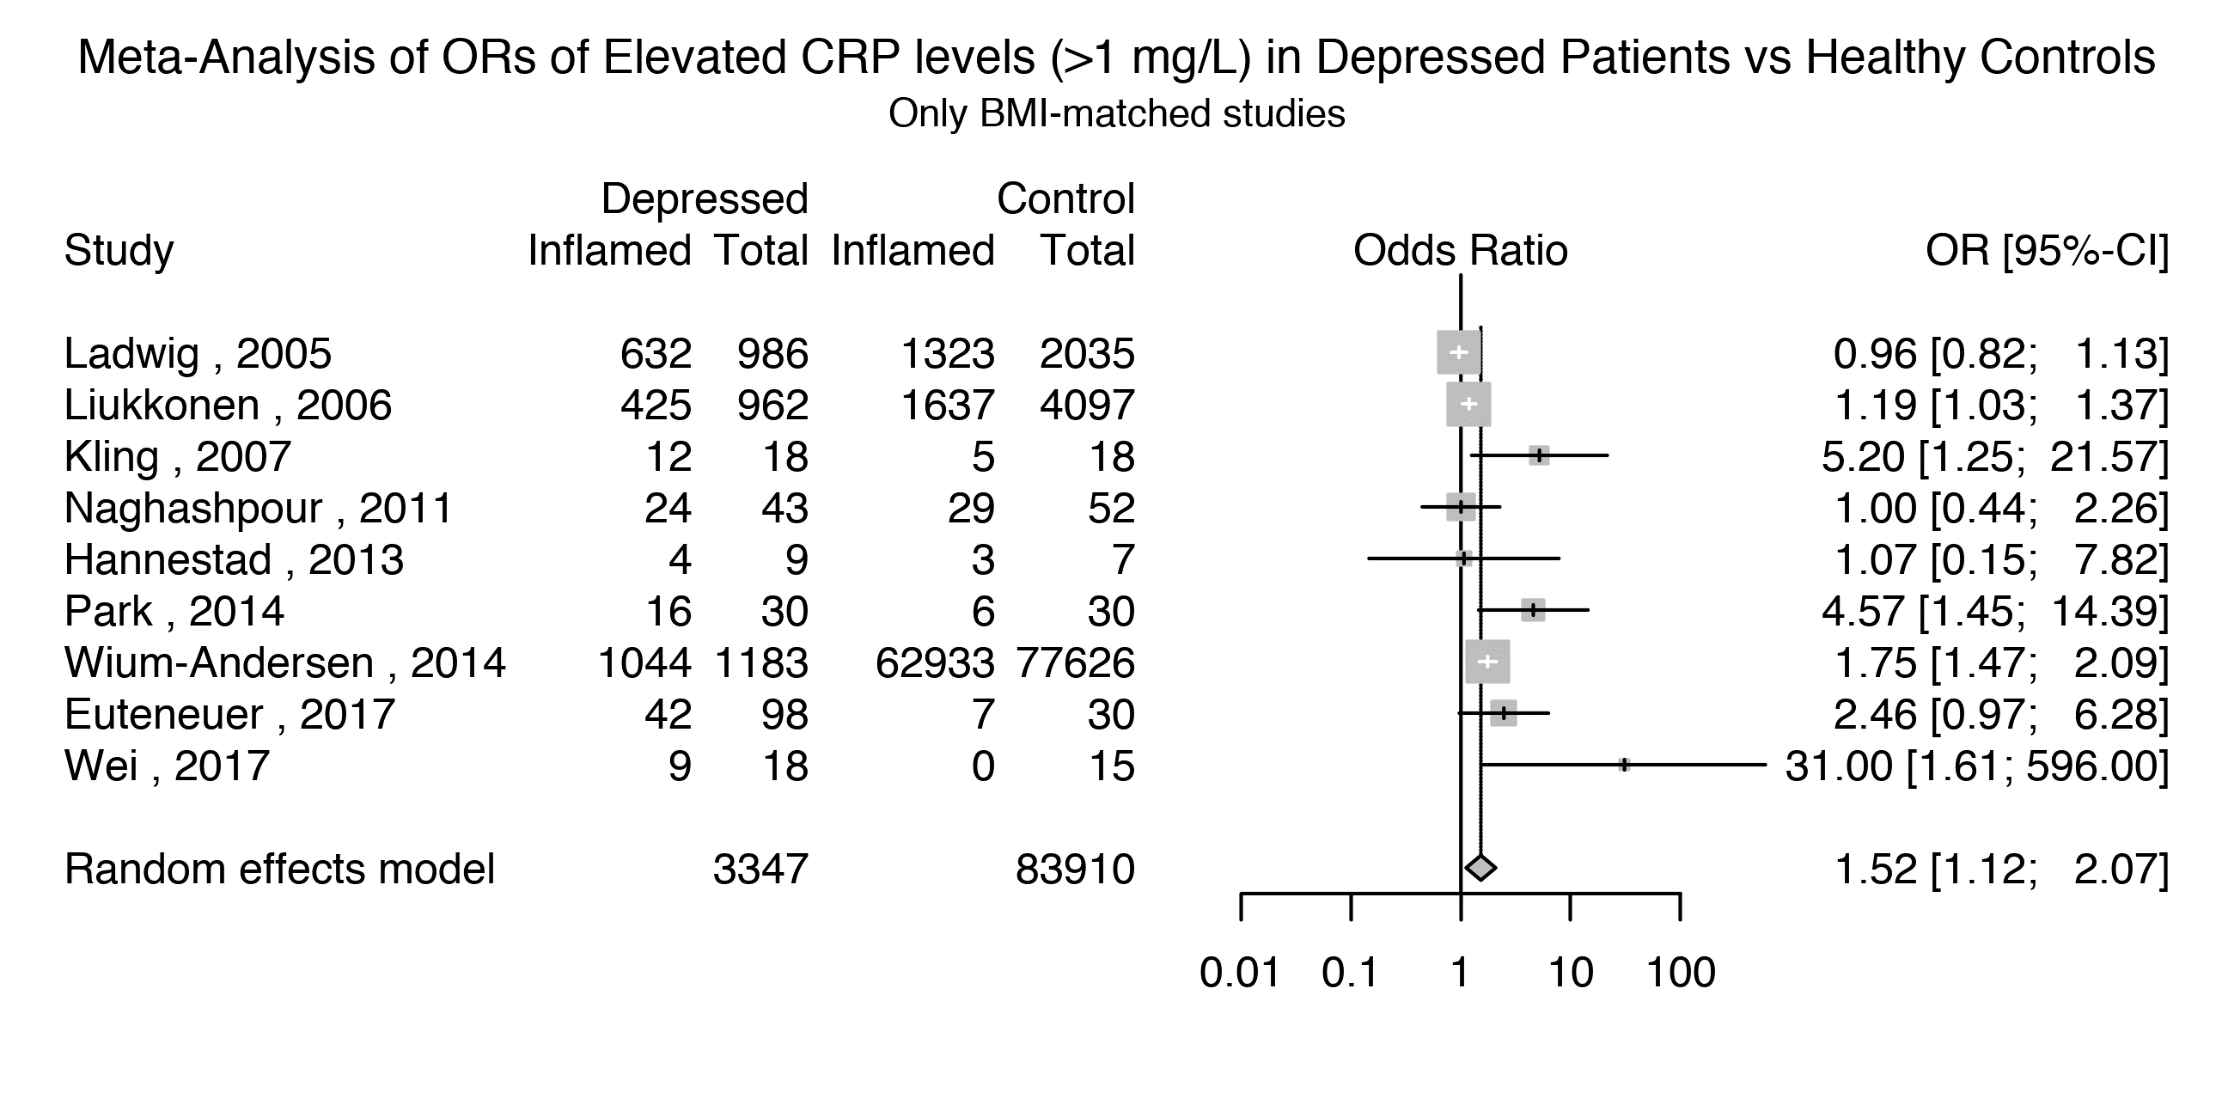 Meta-Analysis of ORs of Elevated CRP levels (>1 mg/L) in Depressed Patients vs Healthy Controls
Only BMI-matched studies
Depressed Control
Study Inflamed Total Inflamed Total Odds Ratio OR [95%-CI]
Ladwig , 2005 632 986 1323 2035 0.96 [0.82; 1.13]
Liukkonen , 2006 425 962 1637 4097 1.19 [1.03; 1.37]
Kling , 2007 12 18 5 18 5.20 [1.25; 21.57]
Naghashpour , 2011 24 43 29 52 1.00 [0.44; 2.26]
Hannestad , 2013 4 9 3 7 1.07 [0.15; 7.82]
Park , 2014 16 30 6 30 4.57 [1.45; 14.39]
Wium-Andersen , 2014 1044 1183 62933 77626 1.75 [1.47; 2.09]
Euteneuer , 2017 42 98 7 30 2.46 [0.97; 6.28]
Wei , 2017 9 18 0 15 31.00 [1.61; 596.00]
Random effects model 3347 83910 1.52 [1.12; 2.07]
0.01 0.1 1 10 100